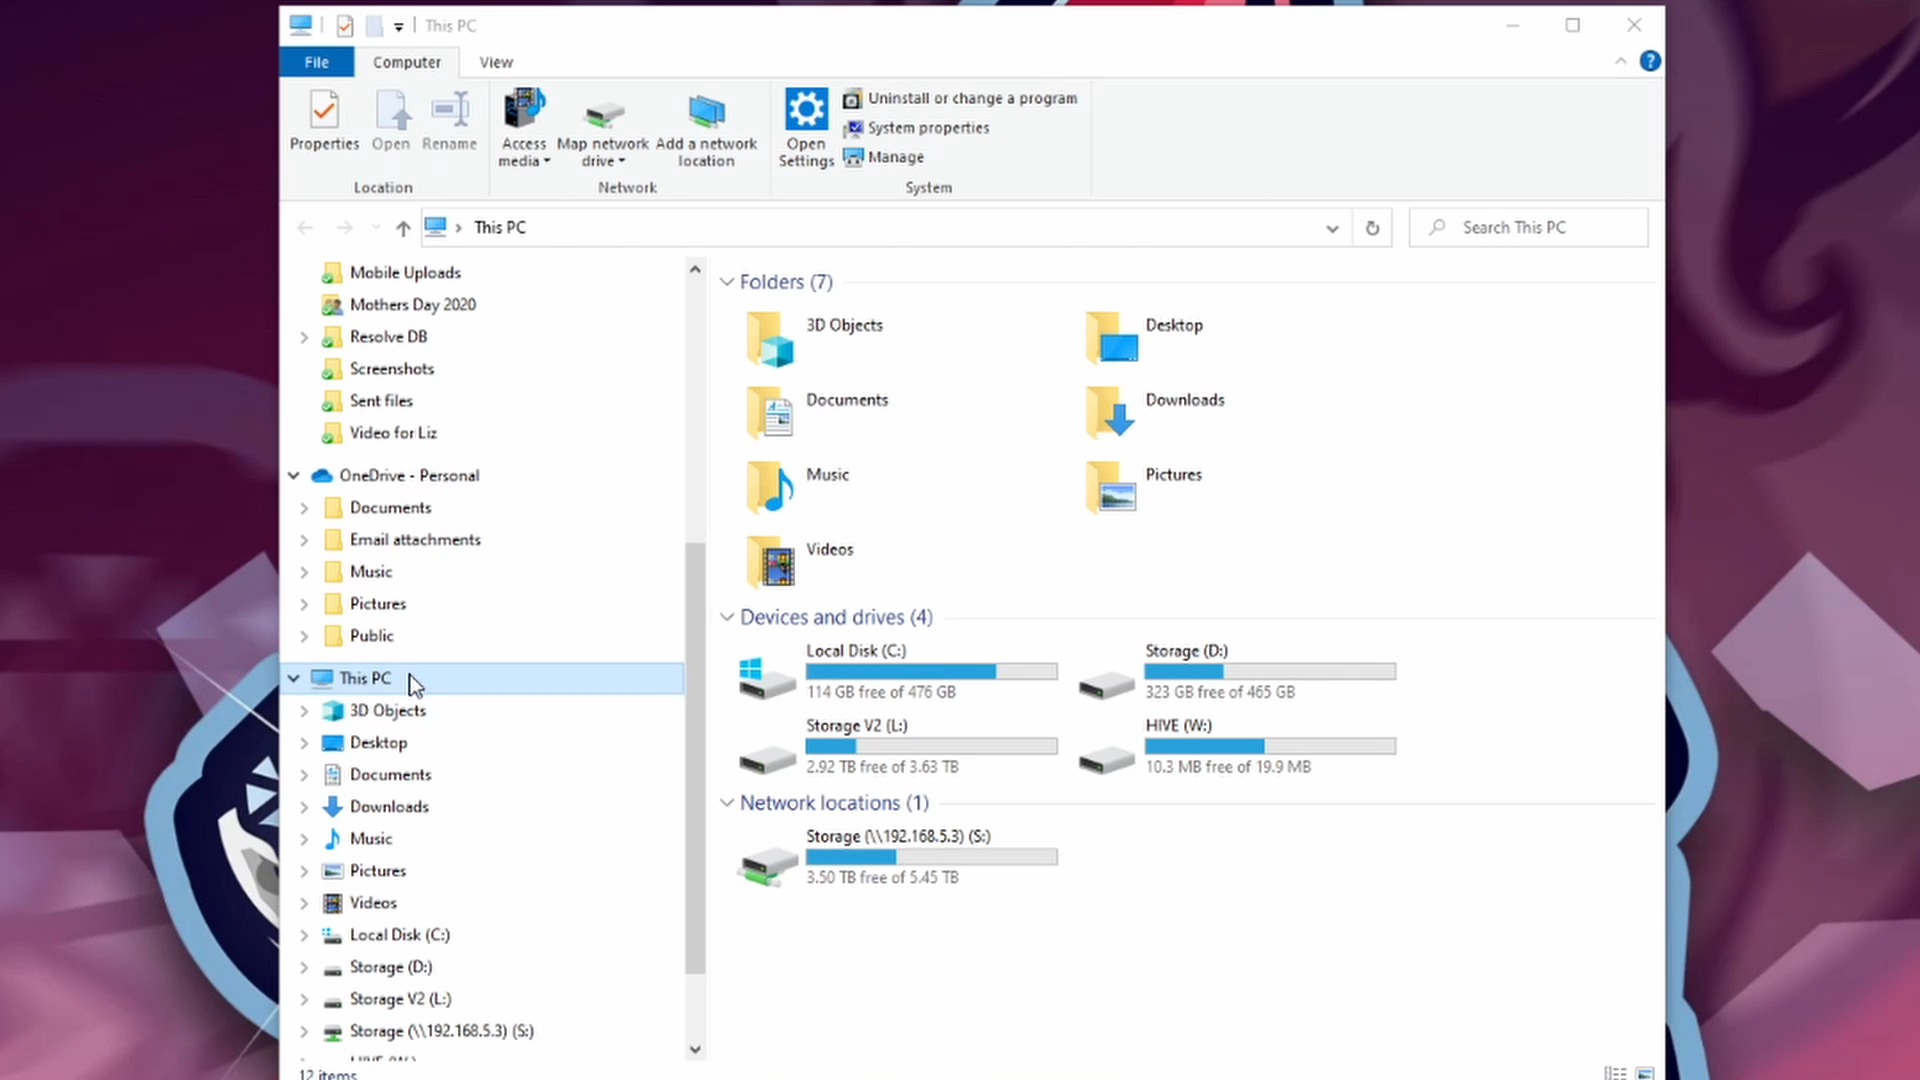 This PC
File Computer View
Properties Open Rename Access media Map network drive Add a network location Open Settings
Uninstall or change a program
System properties
Manage
Location Network System
This PC
Search This PC
Mobile Uploads
Mothers Day 2020
Resolve DB
Screenshots
Sent files
Video for Liz
OneDrive - Personal
Documents
Email attachments
Music
Pictures
Public
This PC
3D Objects
Desktop
Documents
Downloads
Music
Pictures
Videos
Local Disk (C:)
Storage (D:)
Storage V2 (L:)
Storage (\\192.168.5.3) (S:)
HIVE (W:)
12 items
Folders (7)
3D Objects
Desktop
Documents
Downloads
Music
Pictures
Videos
Devices and drives (4)
Local Disk (C:)
114 GB free of 476 GB
Storage (D:)
323 GB free of 465 GB
Storage V2 (L:)
2.92 TB free of 3.63 TB
HIVE (W:)
10.3 MB free of 19.9 MB
Network locations (1)
Storage (\\192.168.5.3) (S:)
3.50 TB free of 5.45 TB